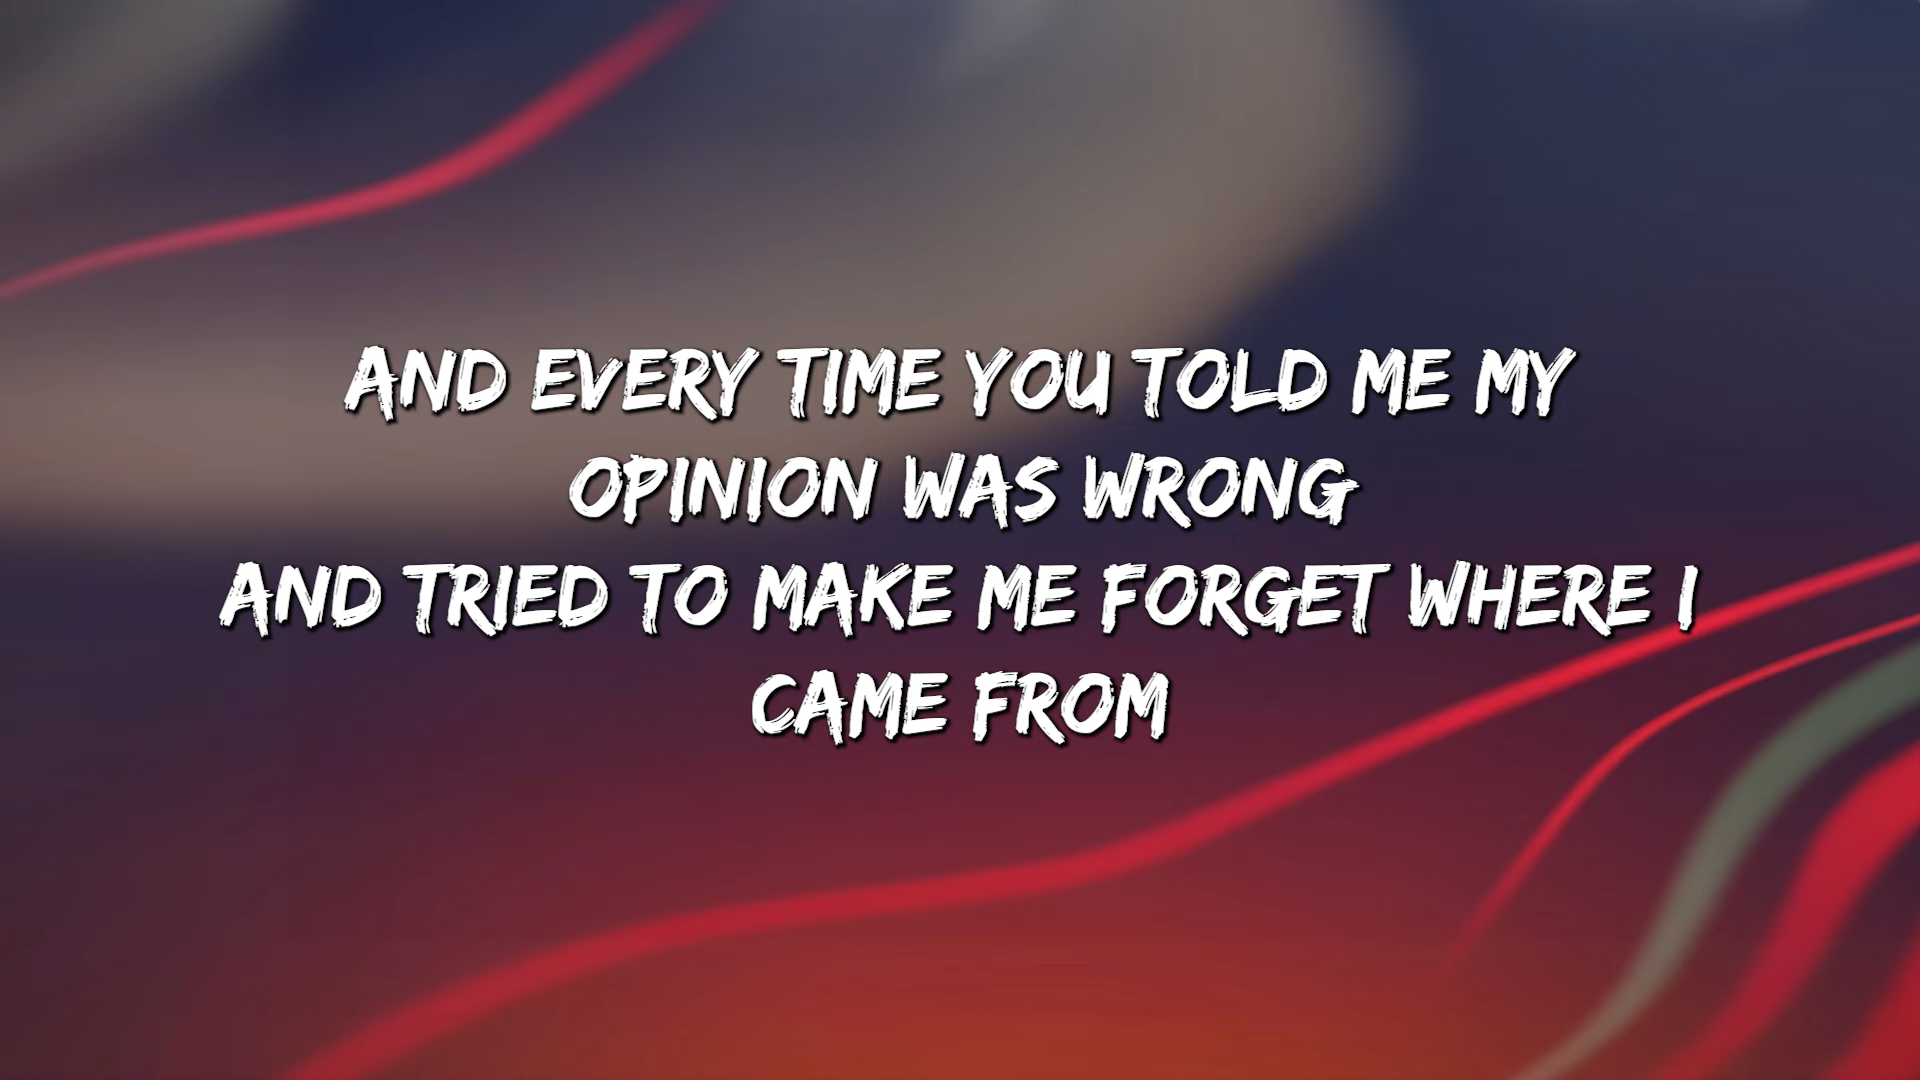 AND EVERY TIME YOU TOLD ME MY
OPINION WAS WRONG
AND TRIED TO MAKE ME FORGET WHERE I
CAME FROM